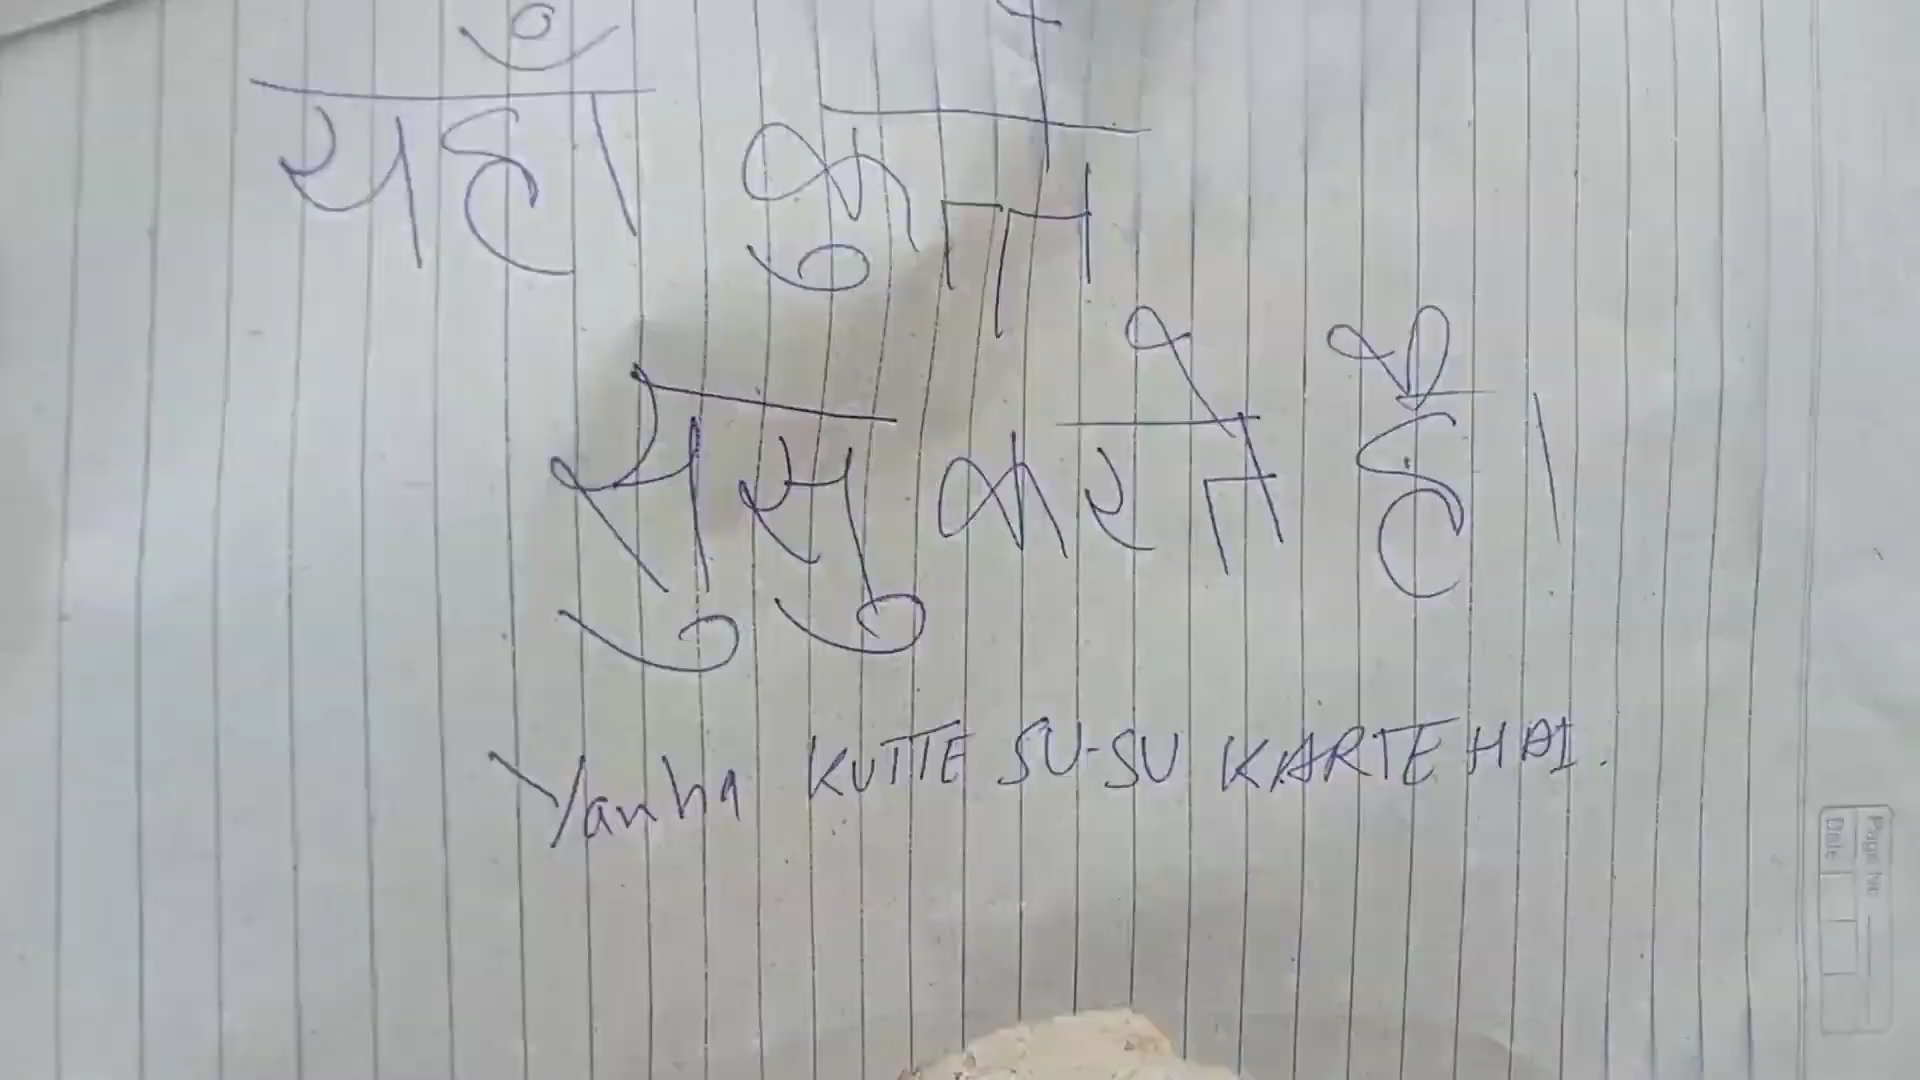 यहाँ कुत्ते
सुसु करते हैं।
Yanha KUTTE SU-SU KARTE HAI.
Page No.
Date